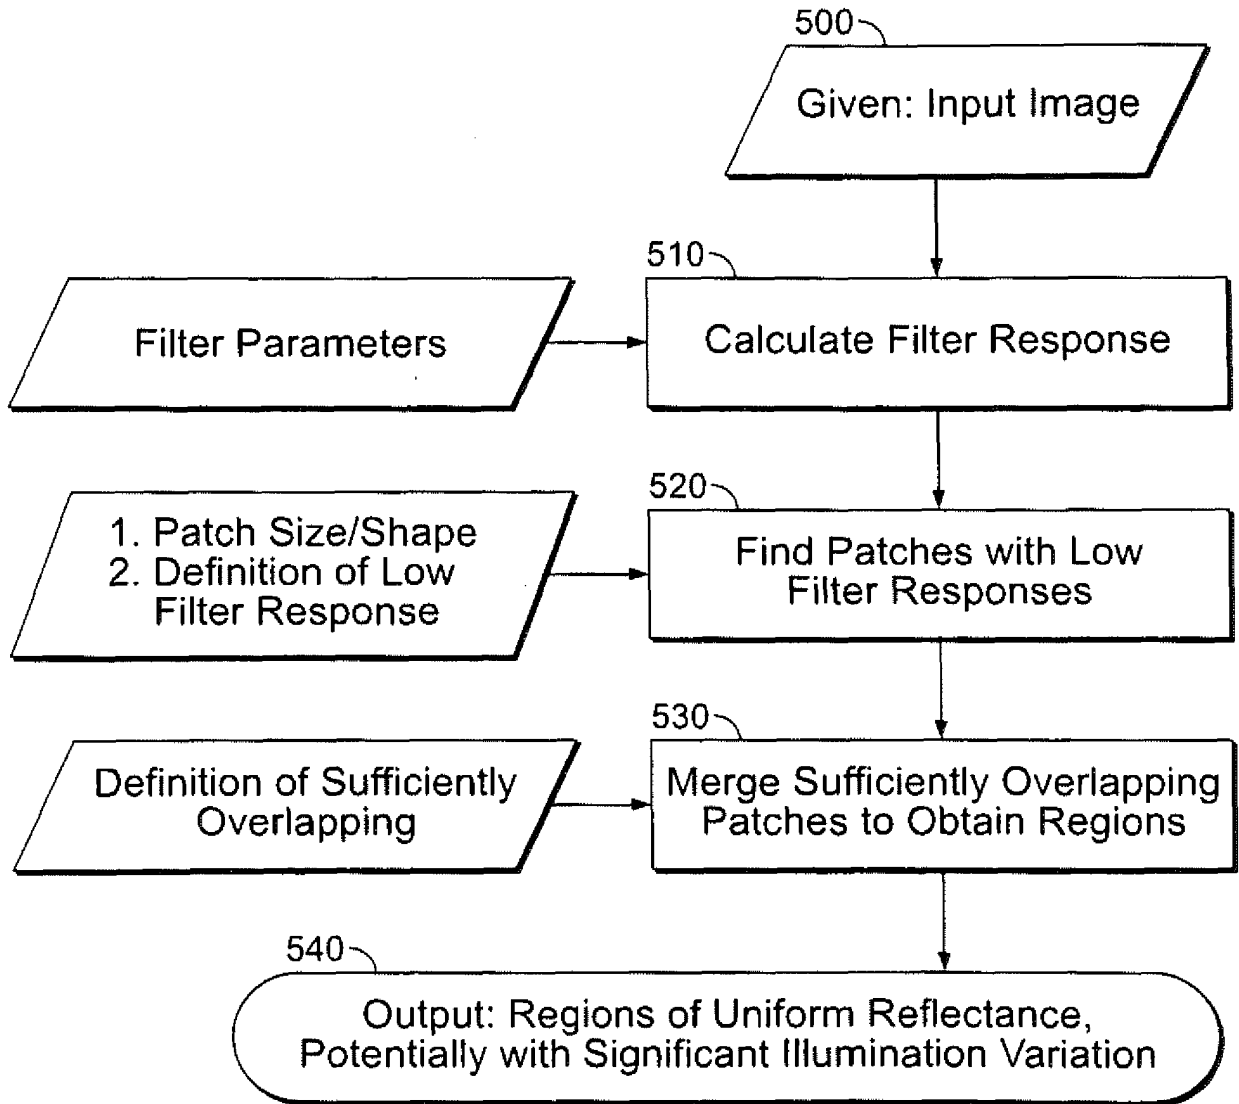 500
Given: Input Image
510
Filter Parameters
Calculate Filter Response
520
1. Patch Size/Shape
2. Definition of Low
Filter Response
Find Patches with Low
Filter Responses
530
Definition of Sufficiently
Overlapping
Merge Sufficiently Overlapping
Patches to Obtain Regions
540
Output: Regions of Uniform Reflectance,
Potentially with Significant Illumination Variation